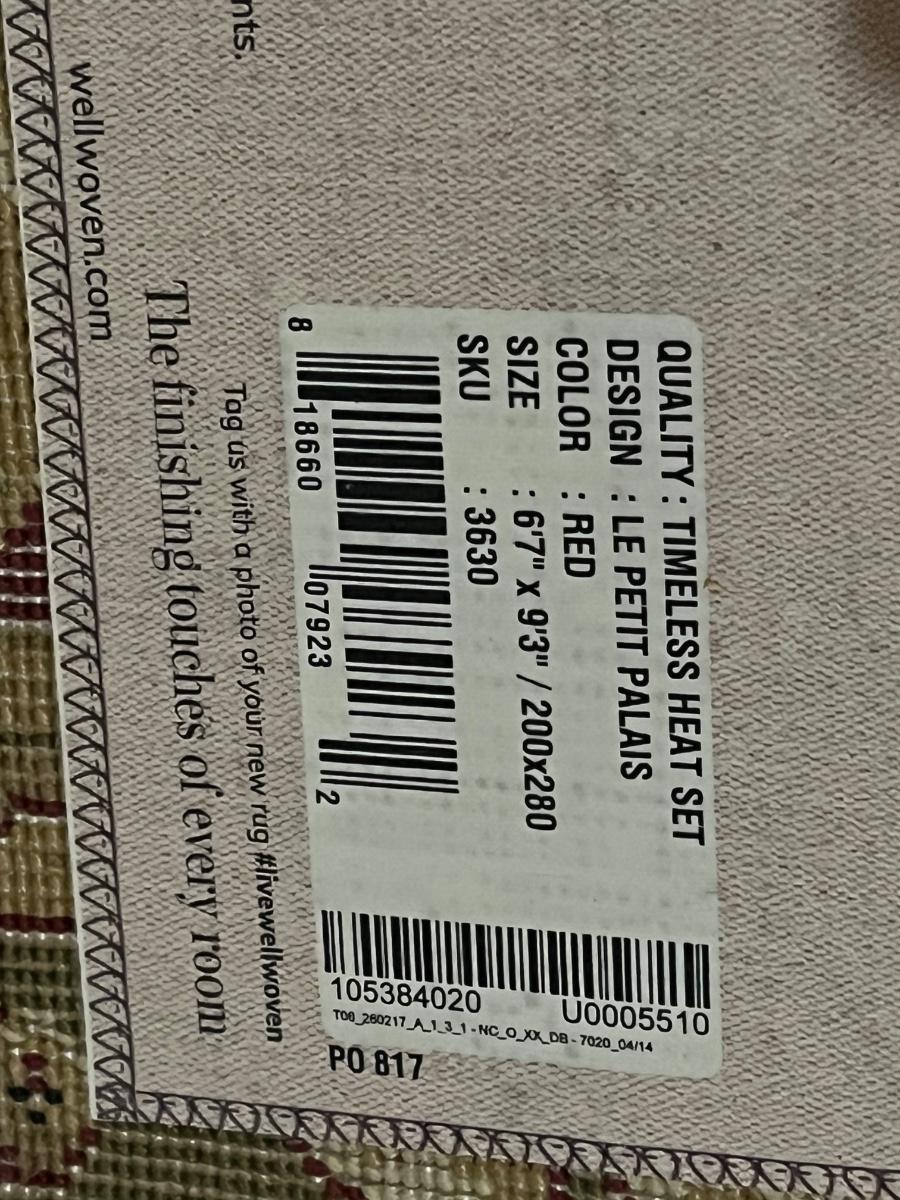 QUALITY : TIMELESS HEAT SET
DESIGN : LE PETIT PALAIS
COLOR : RED
SIZE : 6'7" x 9'3" / 200x280
SKU : 3630
8 18660 07923 2
105384020 U0005510
T08_260217_A_1_3_1 - NC_O_XX_DB - 7020_04/14
PO 817
nts.
Tag us with a photo of your new rug #livewellwoven
The finishing touches of every room
wellwoven.com